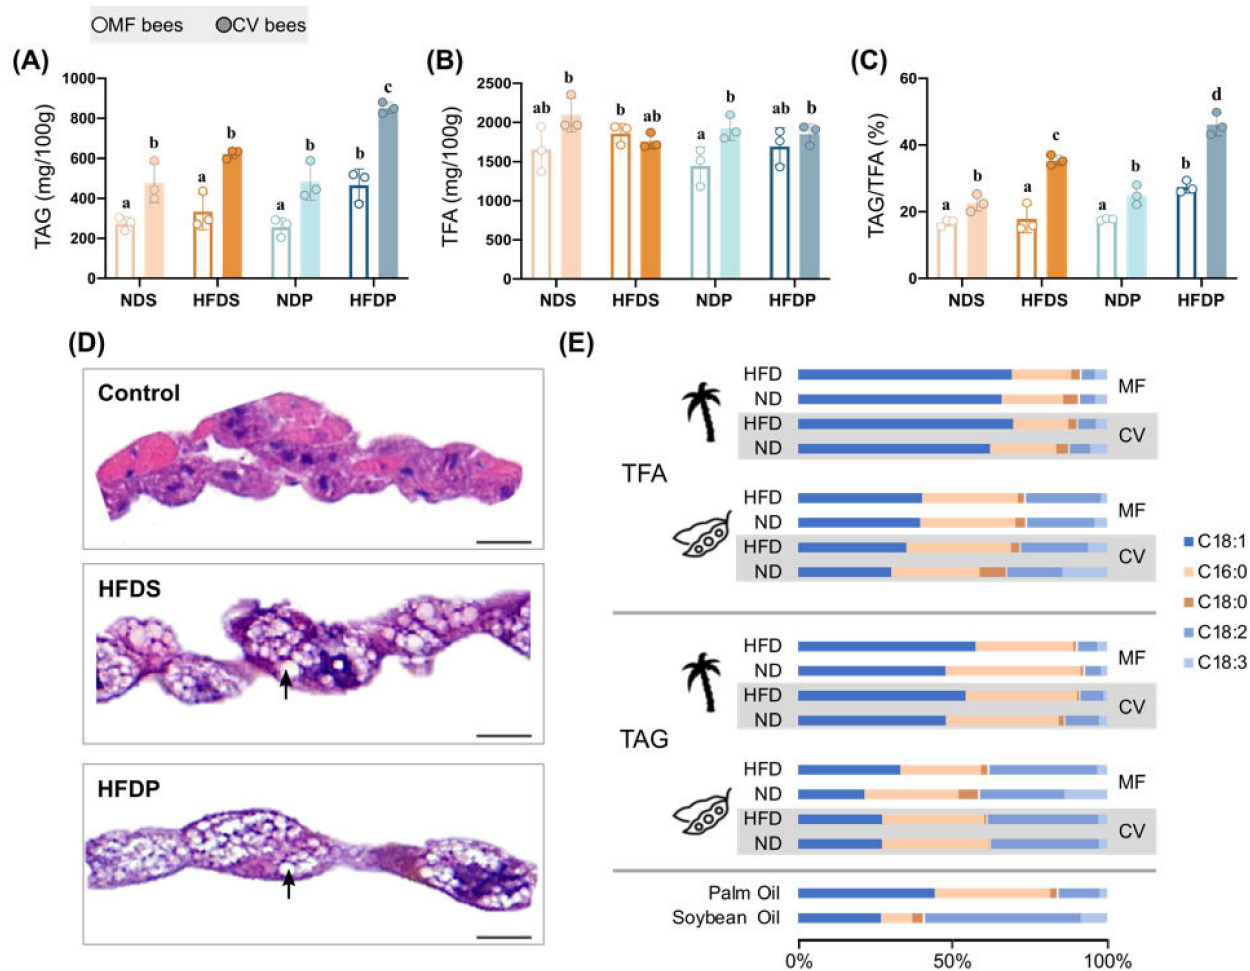 MF bees CV bees
(A)
TAG (mg/100g)
1000
800
600
400
200
0
a b a b a b b c
NDS HFDS NDP HFDP
(B)
TFA (mg/100g)
2500
2000
1500
1000
500
0
ab b b ab a b ab b
NDS HFDS NDP HFDP
(C)
TAG/TFA (%)
60
40
20
0
a b a c a b b d
NDS HFDS NDP HFDP
(D)
Control
HFDS
HFDP
(E)
TFA
HFD
ND
MF
HFD
ND
CV
HFD
ND
MF
HFD
ND
CV
TAG
HFD
ND
MF
HFD
ND
CV
HFD
ND
MF
HFD
ND
CV
Palm Oil
Soybean Oil
0% 50% 100%
C18:1
C16:0
C18:0
C18:2
C18:3